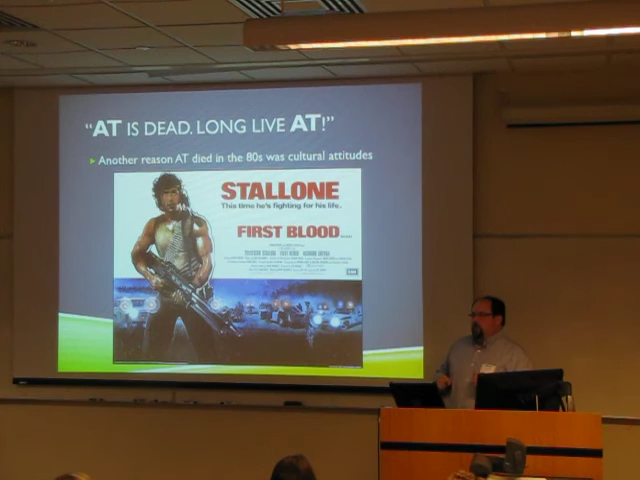 "AT IS DEAD. LONG LIVE AT!"
Another reason AT died in the 80s was cultural attitudes
STALLONE
This time he's fighting for his life.
FIRST BLOOD